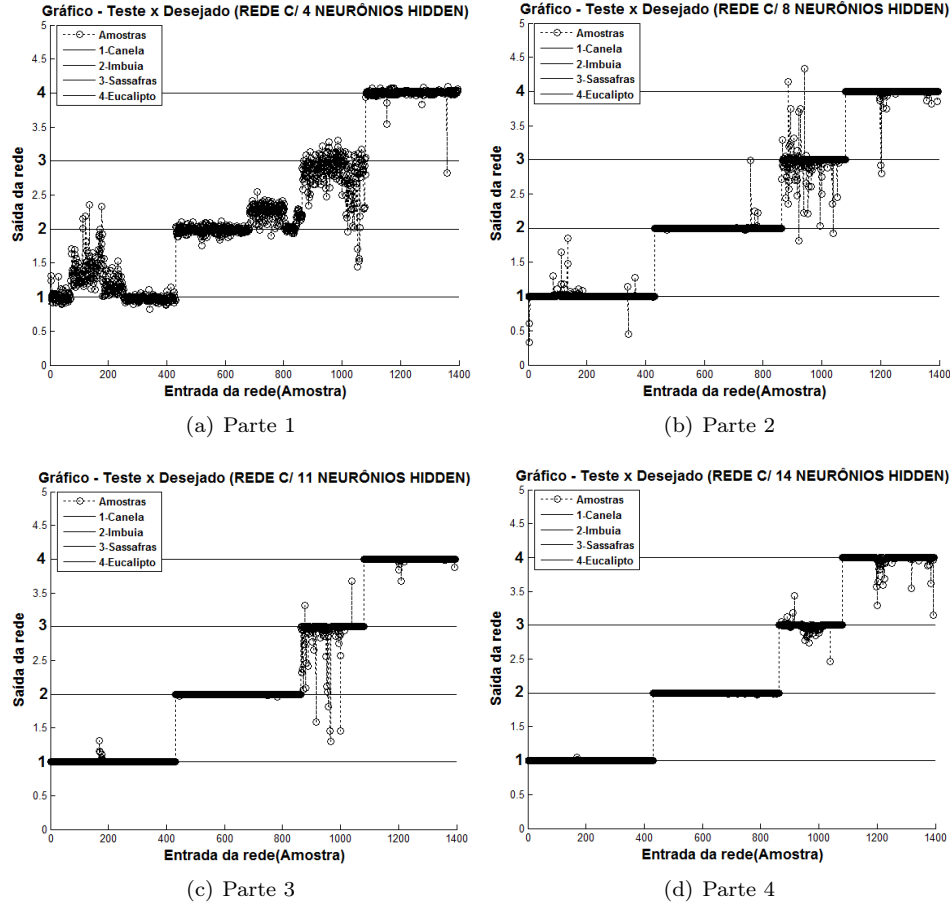 Gráfico - Teste x Desejado (REDE C/ 4 NEURÔNIOS HIDDEN)
5
4.5
4
3.5
3
2.5
2
1.5
1
0.5
0
Saída da rede
Amostras
1-Canela
2-Imbuia
3-Sassafras
4-Eucalipto
0 200 400 600 800 1000 1200 1400
Entrada da rede(Amostra)
(a) Parte 1
Gráfico - Teste x Desejado (REDE C/ 8 NEURÔNIOS HIDDEN)
5
4.5
4
3.5
3
2.5
2
1.5
1
0.5
0
Saída da rede
Amostras
1-Canela
2-Imbuia
3-Sassafras
4-Eucalipto
0 200 400 600 800 1000 1200 1400
Entrada da rede(Amostra)
(b) Parte 2
Gráfico - Teste x Desejado (REDE C/ 11 NEURÔNIOS HIDDEN)
5
4.5
4
3.5
3
2.5
2
1.5
1
0.5
0
Saída da rede
Amostras
1-Canela
2-Imbuia
3-Sassafras
4-Eucalipto
0 200 400 600 800 1000 1200 1400
Entrada da rede(Amostra)
(c) Parte 3
Gráfico - Teste x Desejado (REDE C/ 14 NEURÔNIOS HIDDEN)
5
4.5
4
3.5
3
2.5
2
1.5
1
0.5
0
Saída da rede
Amostras
1-Canela
2-Imbuia
3-Sassafras
4-Eucalipto
0 200 400 600 800 1000 1200 1400
Entrada da rede(Amostra)
(d) Parte 4